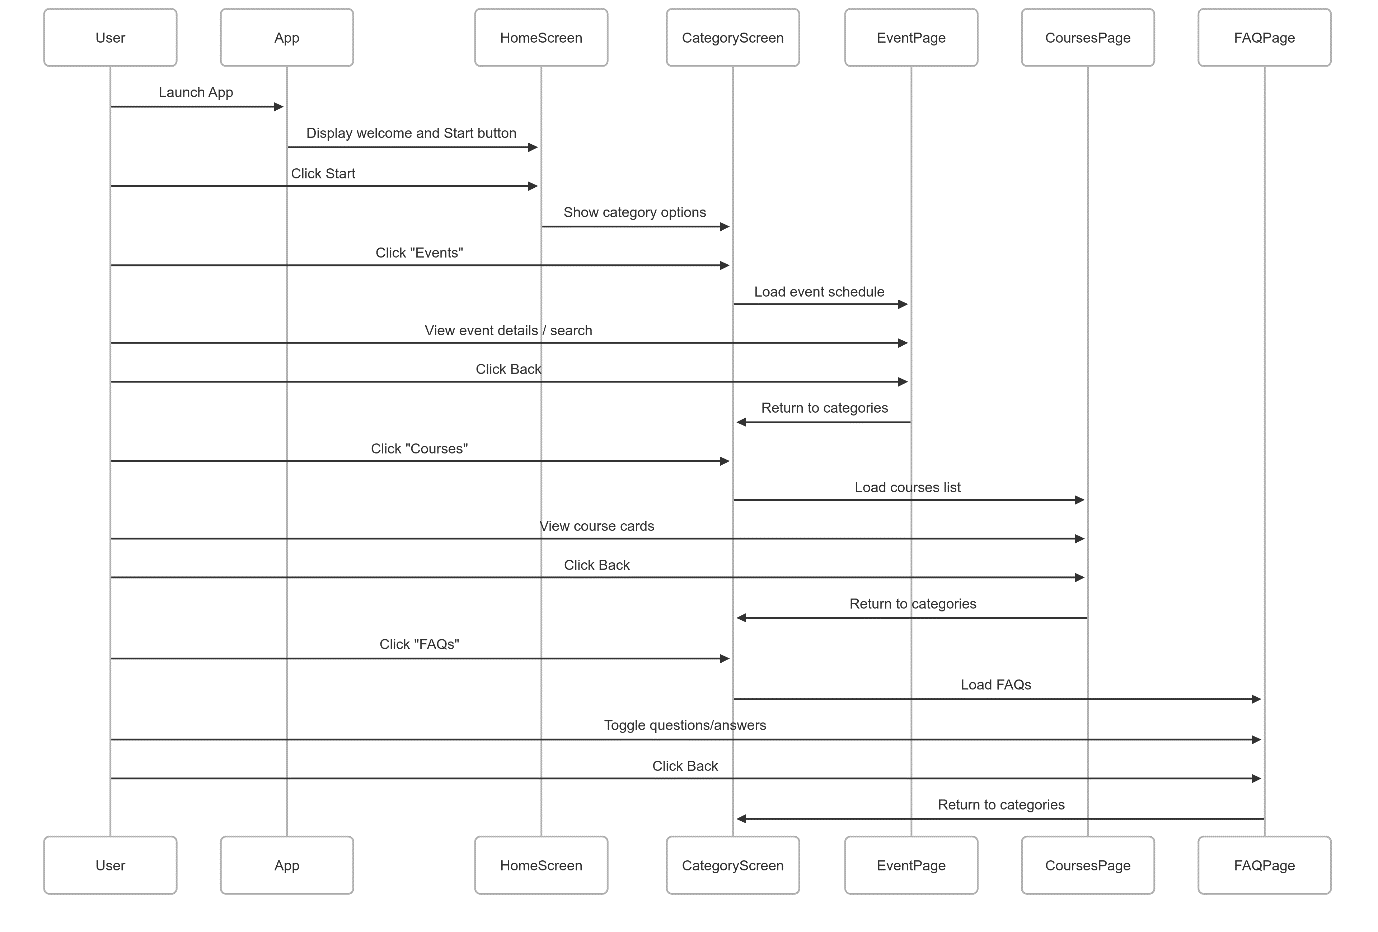 User
App
HomeScreen
CategoryScreen
EventPage
CoursesPage
FAQPage
Launch App
Display welcome and Start button
Click Start
Show category options
Click "Events"
Load event schedule
View event details / search
Click Back
Return to categories
Click "Courses"
Load courses list
View course cards
Click Back
Return to categories
Click "FAQs"
Load FAQs
Toggle questions/answers
Click Back
Return to categories
User
App
HomeScreen
CategoryScreen
EventPage
CoursesPage
FAQPage